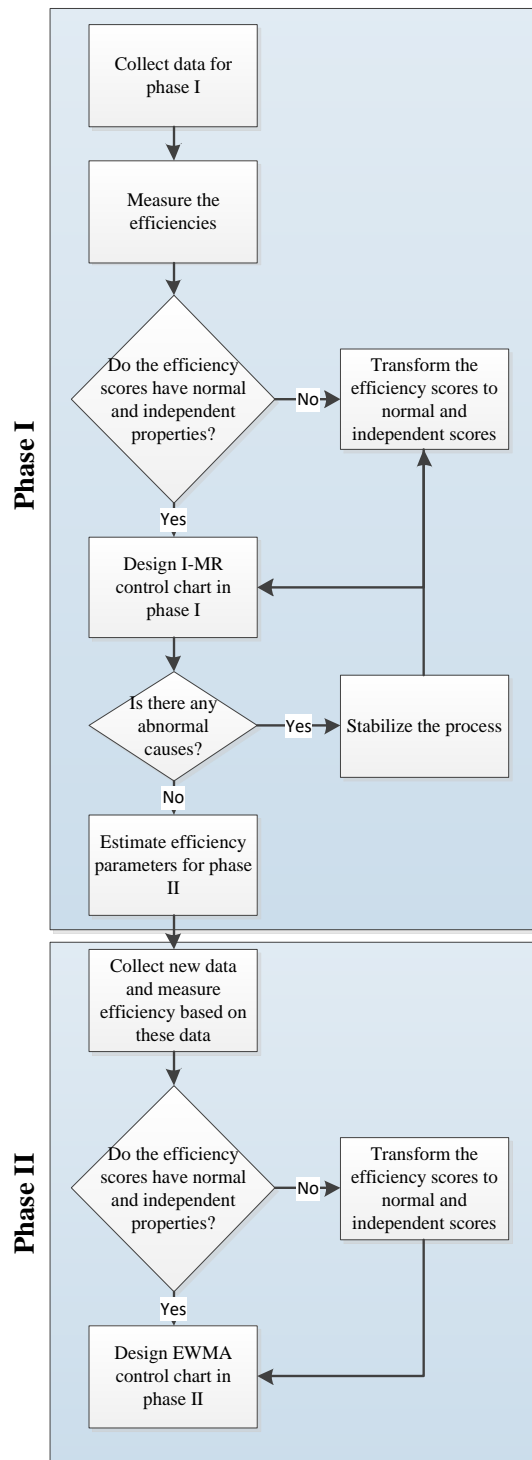 Phase I
Collect data for
phase I
Measure the
efficiencies
Do the efficiency
scores have normal
and independent
properties?
No
Transform the
efficiency scores to
normal and
independent scores
Yes
Design I-MR
control chart in
phase I
Is there any
abnormal
causes?
Yes
Stabilize the process
No
Estimate efficiency
parameters for phase
II
Phase II
Collect new data
and measure
efficiency based on
these data
Do the efficiency
scores have normal
and independent
properties?
No
Transform the
efficiency scores to
normal and
independent scores
Yes
Design EWMA
control chart in
phase II